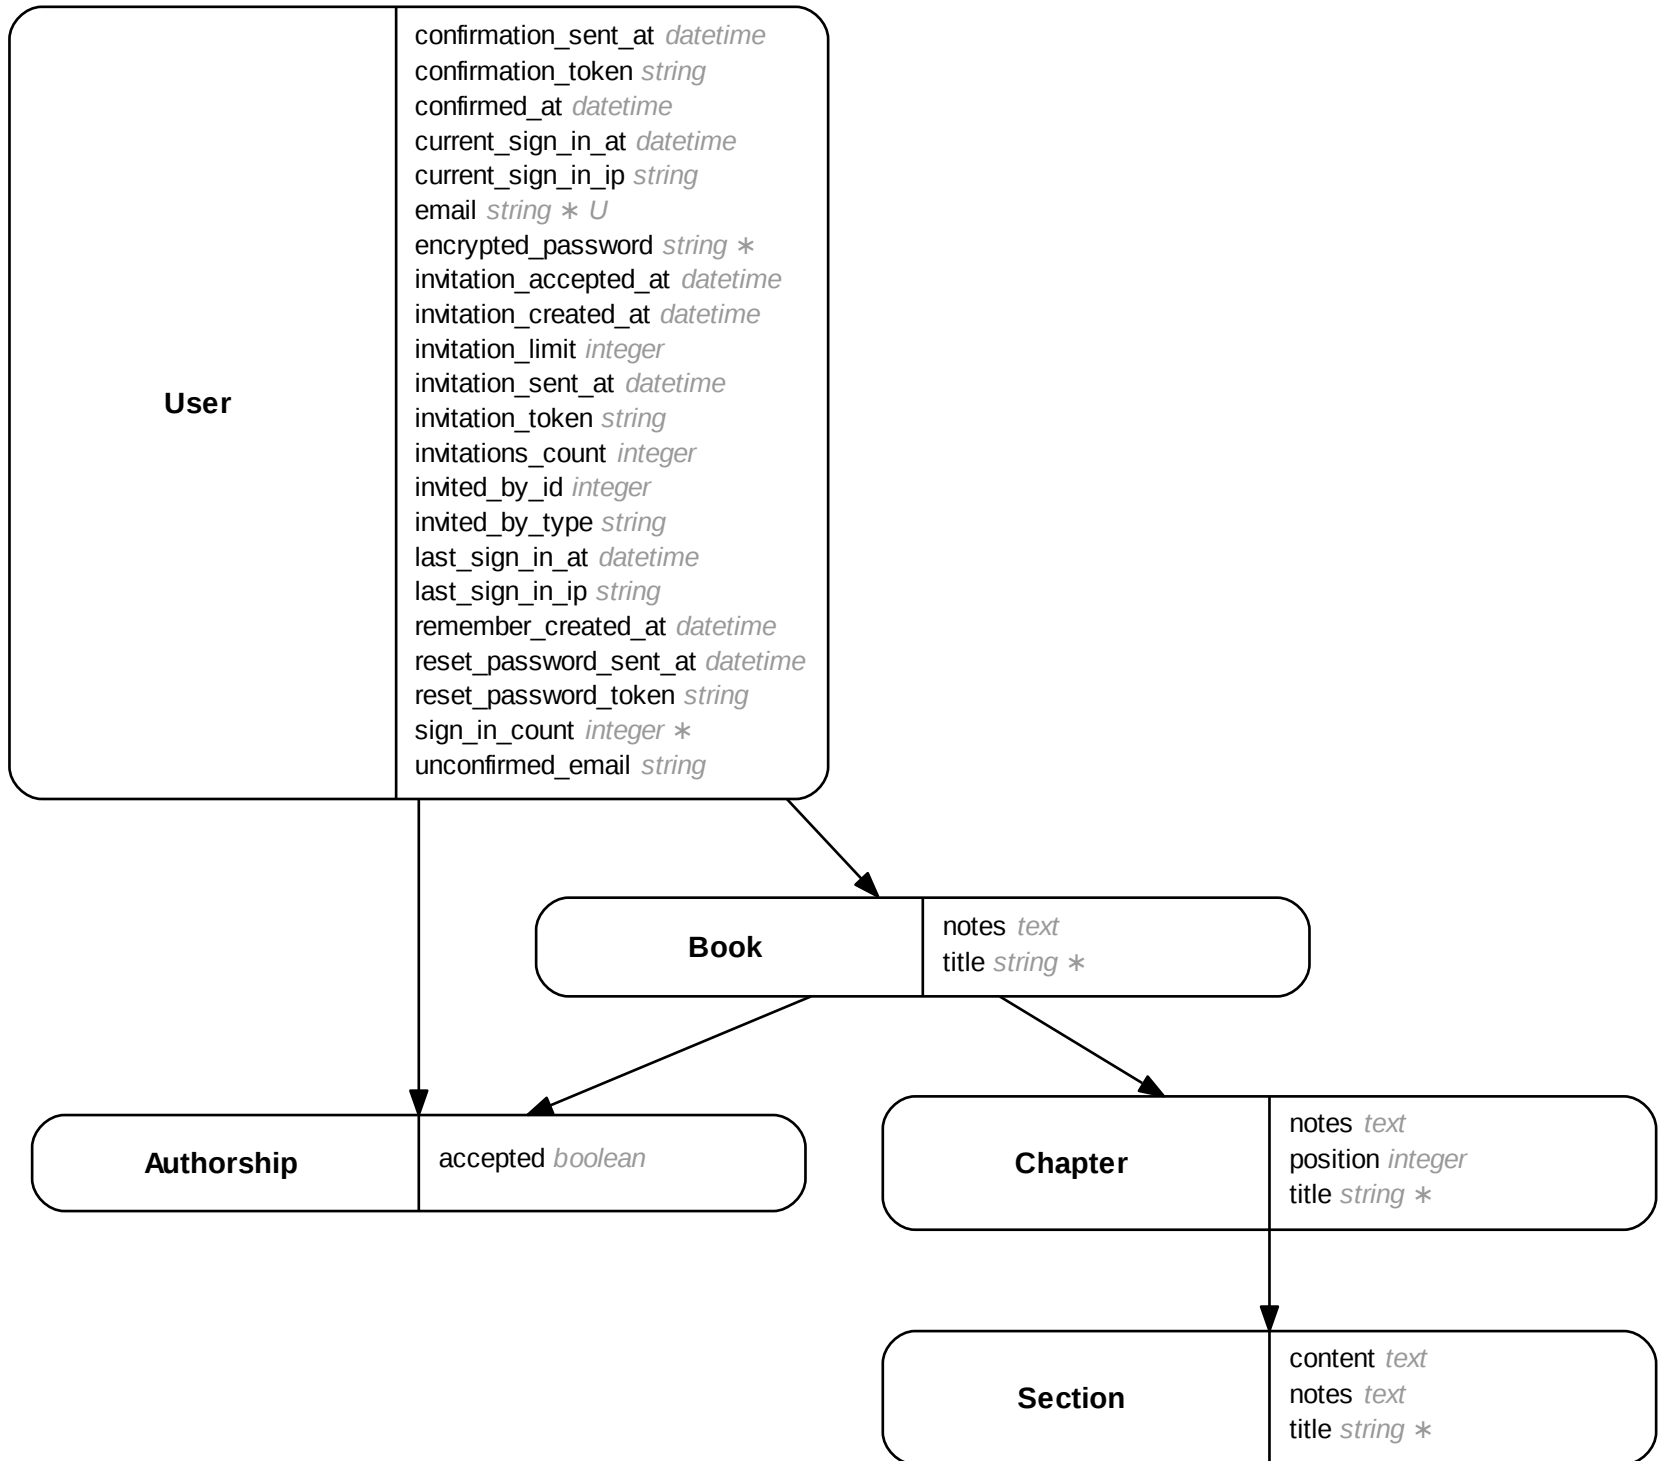 User
confirmation_sent_at datetime
confirmation_token string
confirmed_at datetime
current_sign_in_at datetime
current_sign_in_ip string
email string ∗ U
encrypted_password string ∗
invitation_accepted_at datetime
invitation_created_at datetime
invitation_limit integer
invitation_sent_at datetime
invitation_token string
invitations_count integer
invited_by_id integer
invited_by_type string
last_sign_in_at datetime
last_sign_in_ip string
remember_created_at datetime
reset_password_sent_at datetime
reset_password_token string
sign_in_count integer ∗
unconfirmed_email string
Book
notes text
title string ∗
Authorship
accepted boolean
Chapter
notes text
position integer
title string ∗
Section
content text
notes text
title string ∗